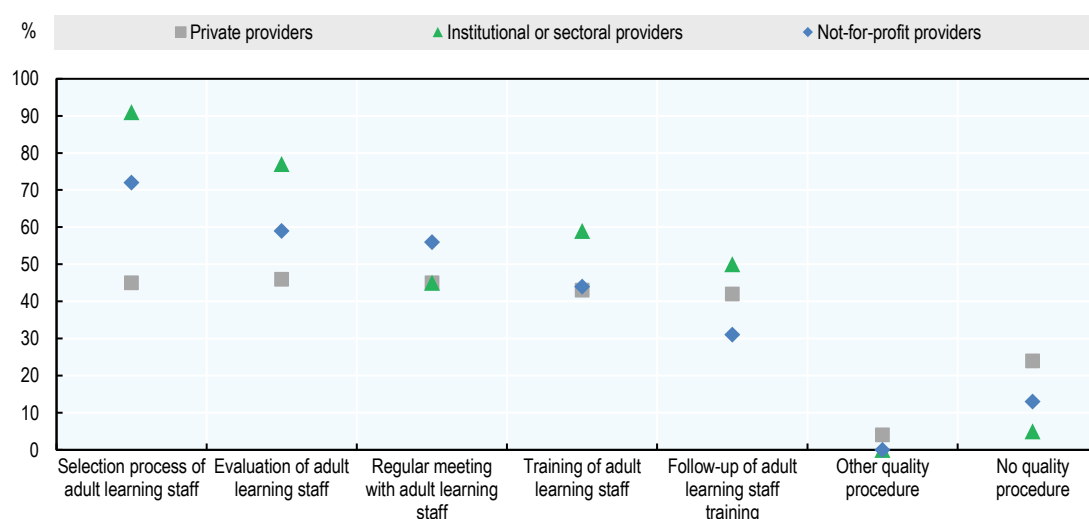 %
Private providers
Institutional or sectoral providers
Not-for-profit providers
100
90
80
70
60
50
40
30
20
10
0
Selection process of
adult learning staff
Evaluation of adult
learning staff
Regular meeting
with adult learning
staff
Training of adult
learning staff
Follow-up of adult
learning staff
training
Other quality
procedure
No quality
procedure